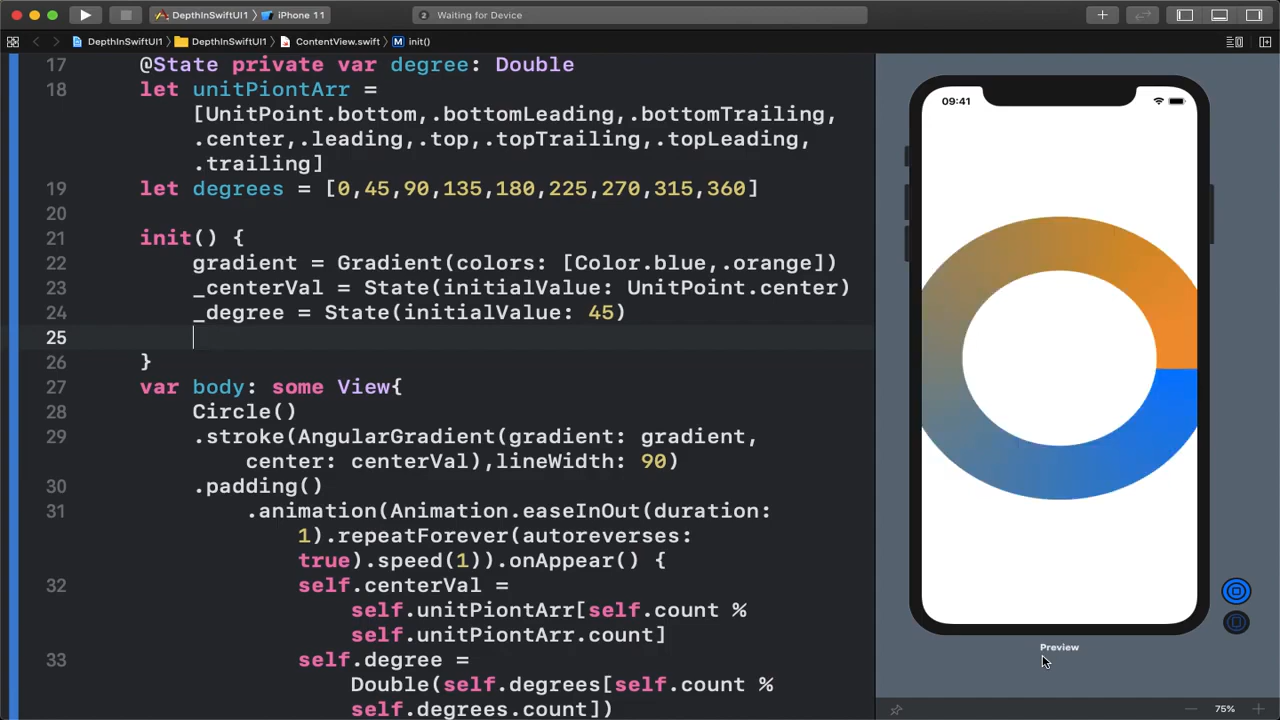 DepthInSwiftUI1 > iPhone 11
2 Waiting for Device
DepthInSwiftUI1 > DepthInSwiftUI1 > ContentView.swift > M init()
17 @State private var degree: Double
18 let unitPiontArr =
[UnitPoint.bottom,.bottomLeading,.bottomTrailing,
.center,.leading,.top,.topTrailing,.topLeading,
.trailing]
19 let degrees = [0,45,90,135,180,225,270,315,360]
20
21 init() {
22 gradient = Gradient(colors: [Color.blue,.orange])
23 _centerVal = State(initialValue: UnitPoint.center)
24 _degree = State(initialValue: 45)
25
26 }
27 var body: some View{
28 Circle()
29 .stroke(AngularGradient(gradient: gradient,
center: centerVal),lineWidth: 90)
30 .padding()
31 .animation(Animation.easeInOut(duration:
1).repeatForever(autoreverses:
true).speed(1)).onAppear() {
32 self.centerVal =
self.unitPiontArr[self.count %
self.unitPiontArr.count]
33 self.degree =
Double(self.degrees[self.count %
self.degrees.count])
09:41
Preview
75%